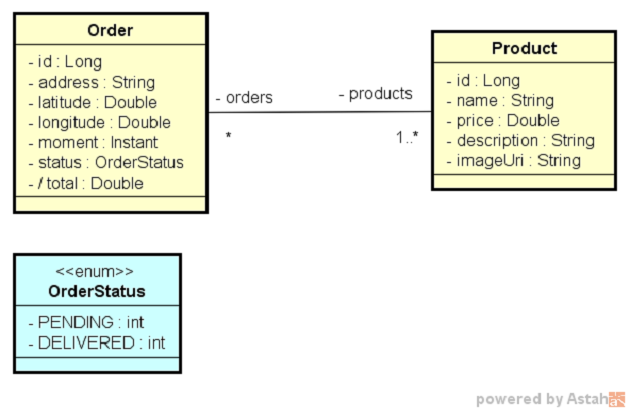 Order
- id : Long
- address : String
- latitude : Double
- longitude : Double
- moment : Instant
- status : OrderStatus
- / total : Double
- orders
*
- products
1..*
Product
- id : Long
- name : String
- price : Double
- description : String
- imageUri : String
<<enum>>
OrderStatus
- PENDING : int
- DELIVERED : int
powered by Astah